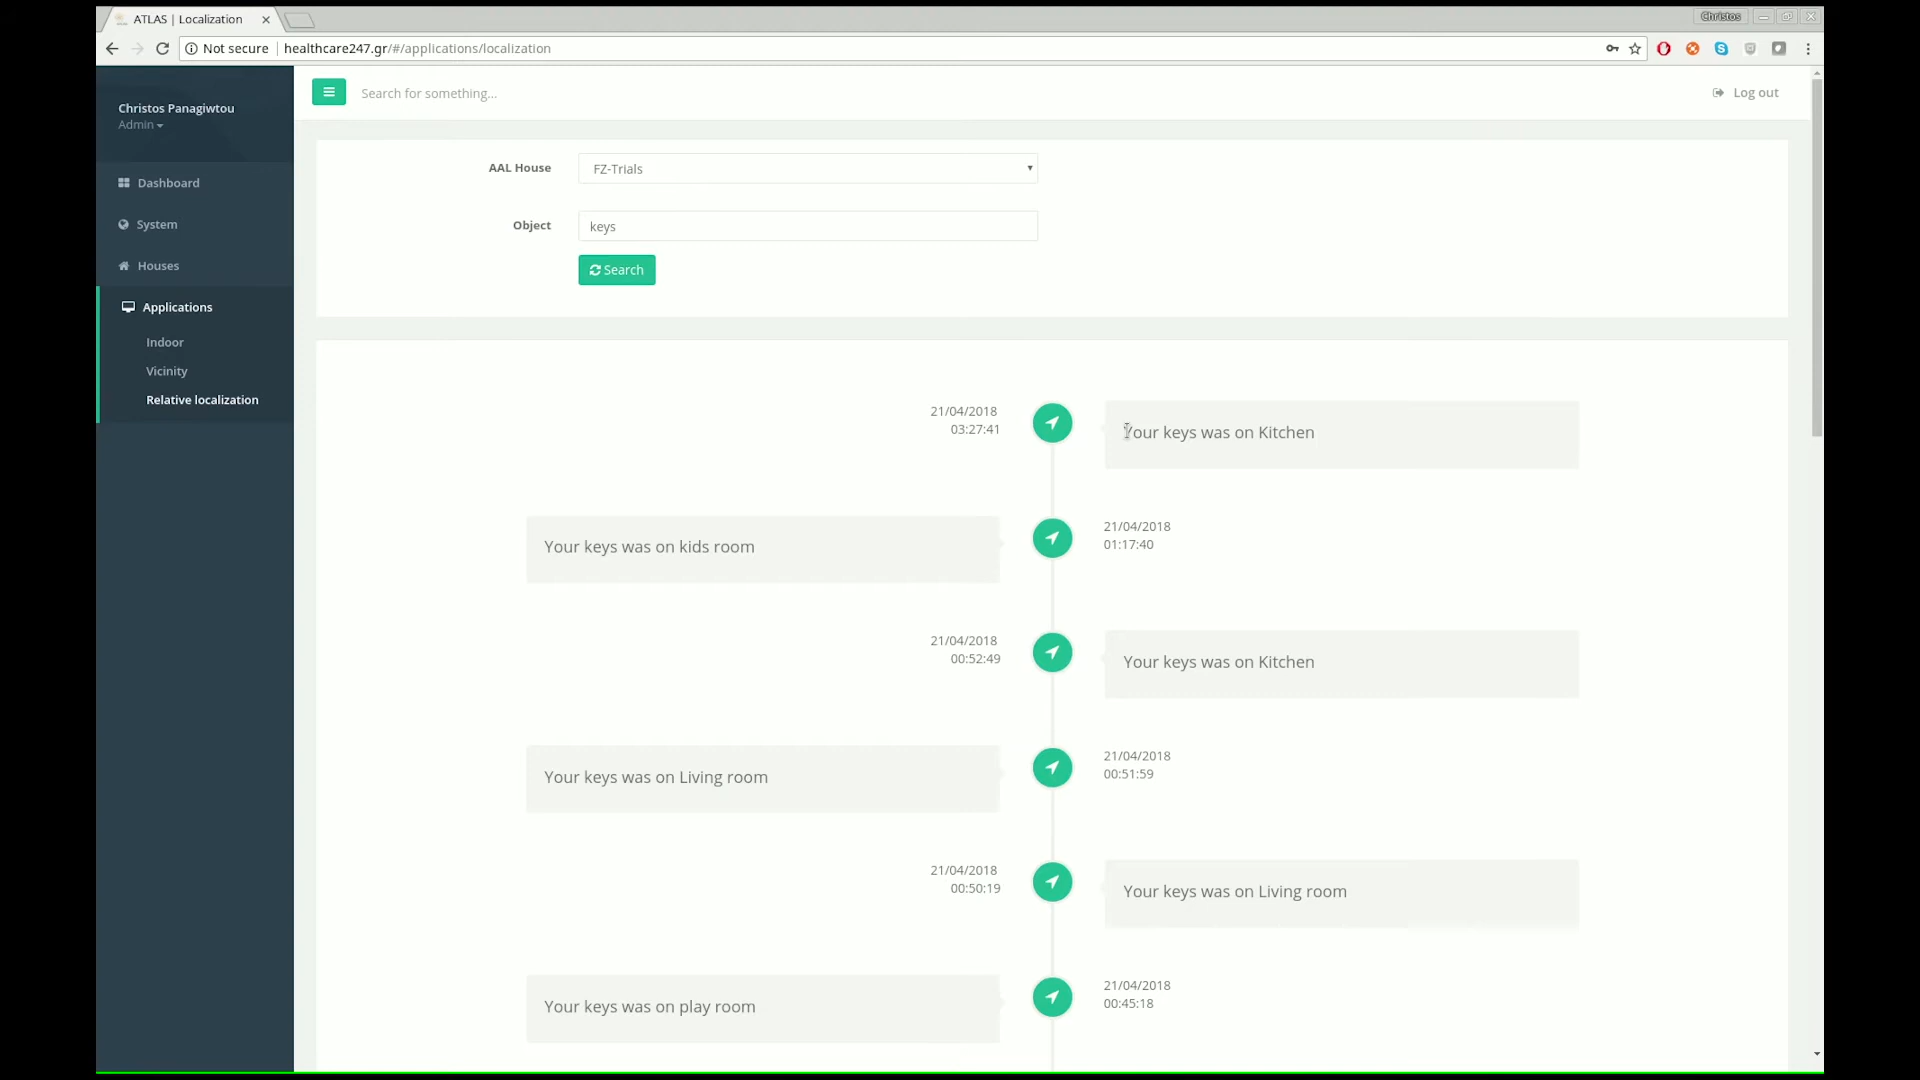 ATLAS | Localization
Christos
Not secure
healthcare247.gr/#/applications/localization
Christos Panagiwtou
Admin
Search for something...
Log out
Dashboard
System
Houses
Applications
Indoor
Vicinity
Relative localization
AAL House
FZ-Trials
Object
keys
Search
21/04/2018
03:27:41
Your keys was on Kitchen
Your keys was on kids room
21/04/2018
01:17:40
21/04/2018
00:52:49
Your keys was on Kitchen
Your keys was on Living room
21/04/2018
00:51:59
21/04/2018
00:50:19
Your keys was on Living room
Your keys was on play room
21/04/2018
00:45:18